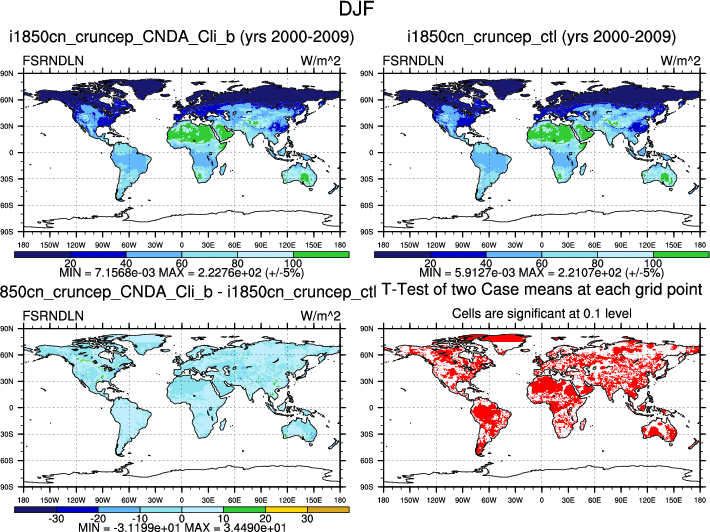 DJF
i1850cn_cruncep_CNDA_Cli_b (yrs 2000-2009)
FSRNDLN W/m^2
90N
60N
30N
0
30S
60S
90S
180 150W 120W 90W 60W 30W 0 30E 60E 90E 120E 150E 180
20 40 60 80 100
MIN = 7.1568e-03 MAX = 2.2276e+02 (+/-5%)
i1850cn_cruncep_ctl (yrs 2000-2009)
FSRNDLN W/m^2
90N
60N
30N
0
30S
60S
90S
180 150W 120W 90W 60W 30W 0 30E 60E 90E 120E 150E 180
20 40 60 80 100
MIN = 5.9127e-03 MAX = 2.2107e+02 (+/-5%)
850cn_cruncep_CNDA_Cli_b - i1850cn_cruncep_ctl
FSRNDLN W/m^2
90N
60N
30N
0
30S
60S
90S
180 150W 120W 90W 60W 30W 0 30E 60E 90E 120E 150E 180
-30 -20 -10 0 10 20 30
MIN = -3.1199e+01 MAX = 3.4490e+01
T-Test of two Case means at each grid point
Cells are significant at 0.1 level
90N
60N
30N
0
30S
60S
90S
180 150W 120W 90W 60W 30W 0 30E 60E 90E 120E 150E 180